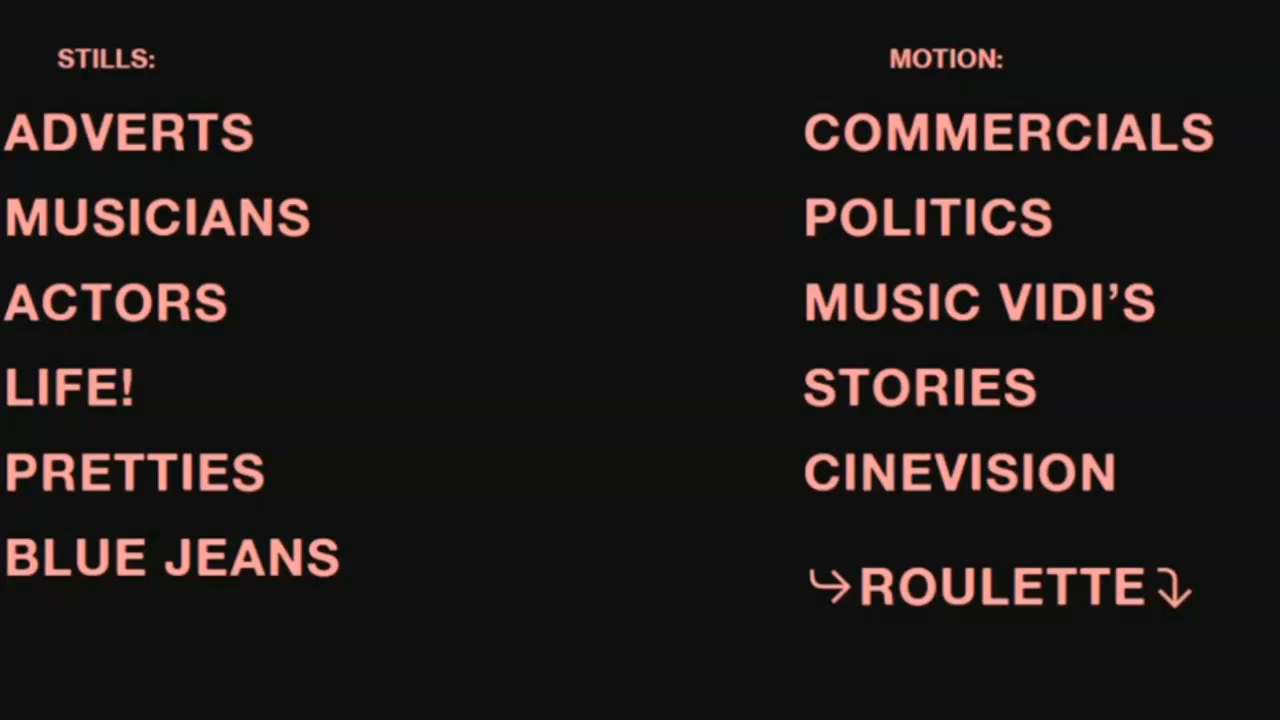 STILLS:
ADVERTS
MUSICIANS
ACTORS
LIFE!
PRETTIES
BLUE JEANS
MOTION:
COMMERCIALS
POLITICS
MUSIC VIDI’S
STORIES
CINEVISION
⤷ROULETTE⤵